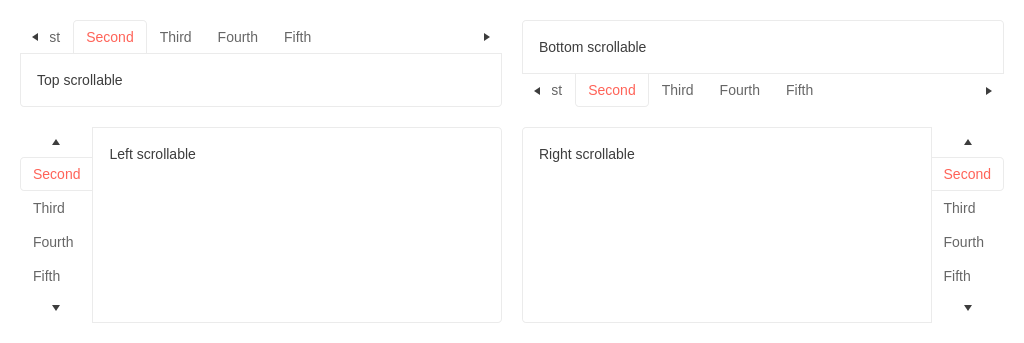 st Second Third Fourth Fifth
Top scrollable
Bottom scrollable
st Second Third Fourth Fifth
Second
Third
Fourth
Fifth
Left scrollable
Right scrollable
Second
Third
Fourth
Fifth